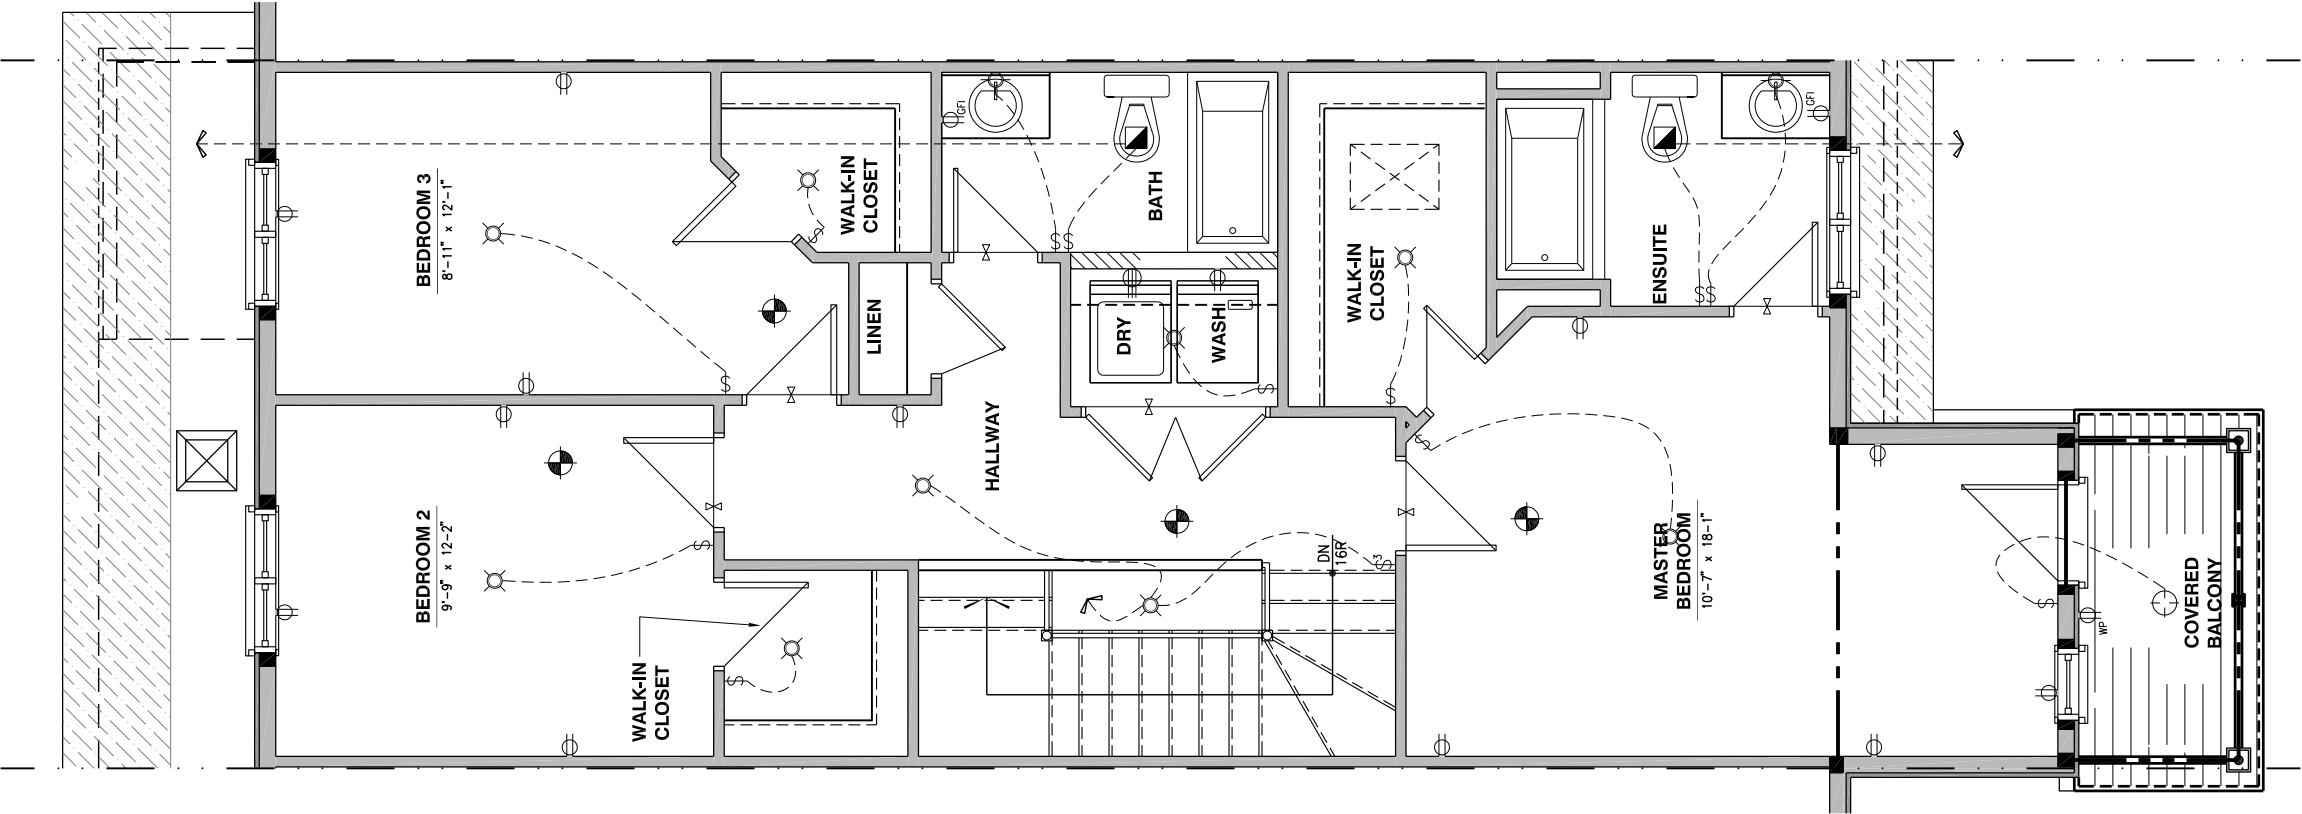 BEDROOM 3
8'-11" x 12'-1"
WALK-IN
CLOSET
GFI
BATH
LINEN
DRY
WASH
WALK-IN
CLOSET
ENSUITE
GFI
HALLWAY
BEDROOM 2
9'-9" x 12'-2"
WALK-IN
CLOSET
DN
16R
MASTER
BEDROOM
10'-7" x 18'-1"
COVERED
BALCONY
WP
S
S
S
S
S
S
S
S
S
S
S
S3
S
S